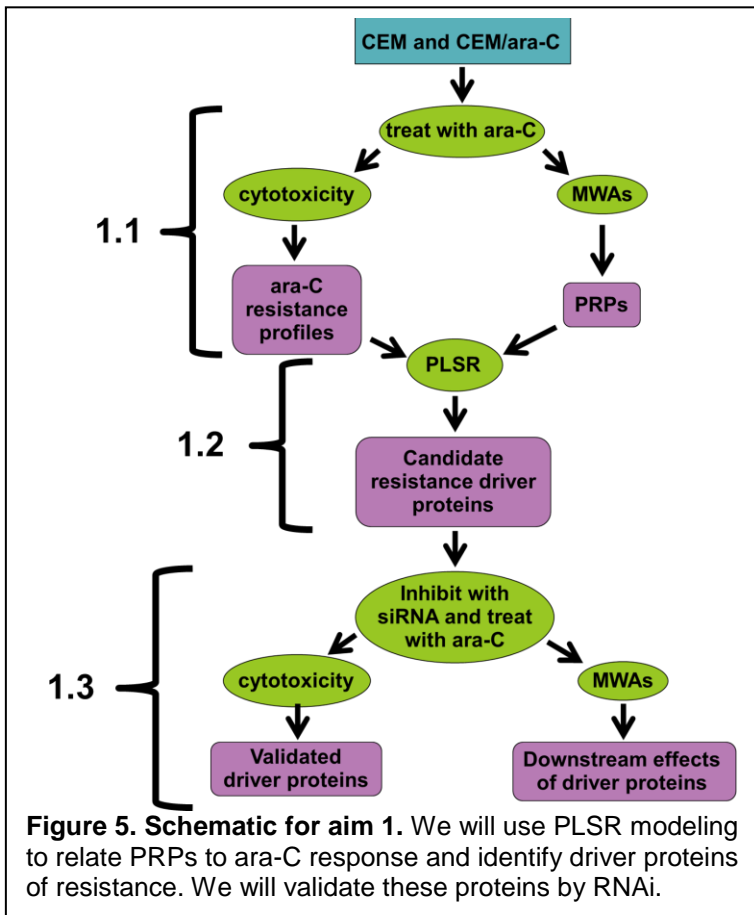 CEM and CEM/ara-C
treat with ara-C
cytotoxicity
MWAs
1.1
ara-C
resistance
profiles
PRPs
PLSR
1.2
Candidate
resistance driver
proteins
Inhibit with
siRNA and treat
with ara-C
1.3
cytotoxicity
MWAs
Validated
driver proteins
Downstream effects
of driver proteins
Figure 5. Schematic for aim 1. We will use PLSR modeling
to relate PRPs to ara-C response and identify driver proteins
of resistance. We will validate these proteins by RNAi.